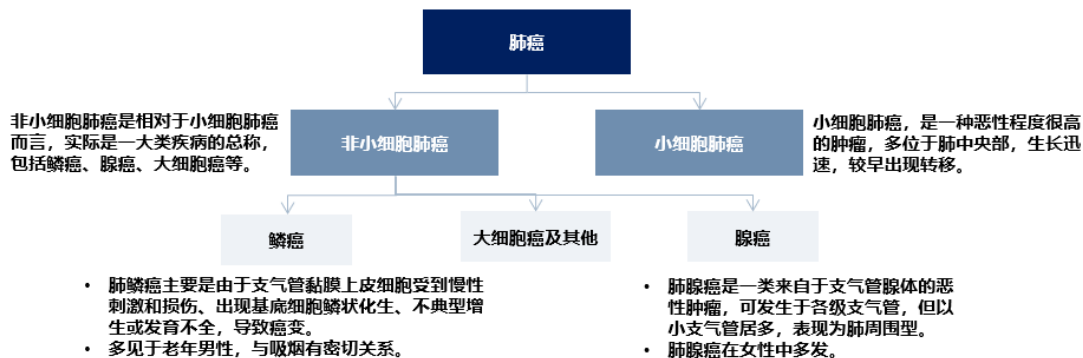 肺癌
非小细胞肺癌是相对于小细胞肺癌
而言，实际是一大类疾病的总称，
包括鳞癌、腺癌、大细胞癌等。
非小细胞肺癌
小细胞肺癌
小细胞肺癌，是一种恶性程度很高
的肿瘤，多位于肺中央部，生长迅
速，较早出现转移。
鳞癌
大细胞癌及其他
腺癌
• 肺鳞癌主要是由于支气管黏膜上皮细胞受到慢性
刺激和损伤、出现基底细胞鳞状化生、不典型增
生或发育不全，导致癌变。
• 多见于老年男性，与吸烟有密切关系。
• 肺腺癌是一类来自于支气管腺体的恶
性肿瘤，可发生于各级支气管，但以
小支气管居多，表现为肺周围型。
• 肺腺癌在女性中多发。